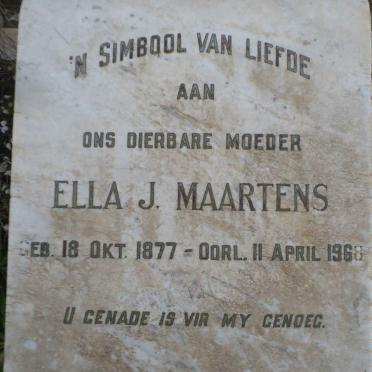 'N SIMBOOL VAN LIEFDE
AAN
ONS DIERBARE MOEDER
ELLA J. MAARTENS
GEB. 18 OKT. 1877 - OORL. 11 APRIL 1968
U GENADE IS VIR MY GENOEG.